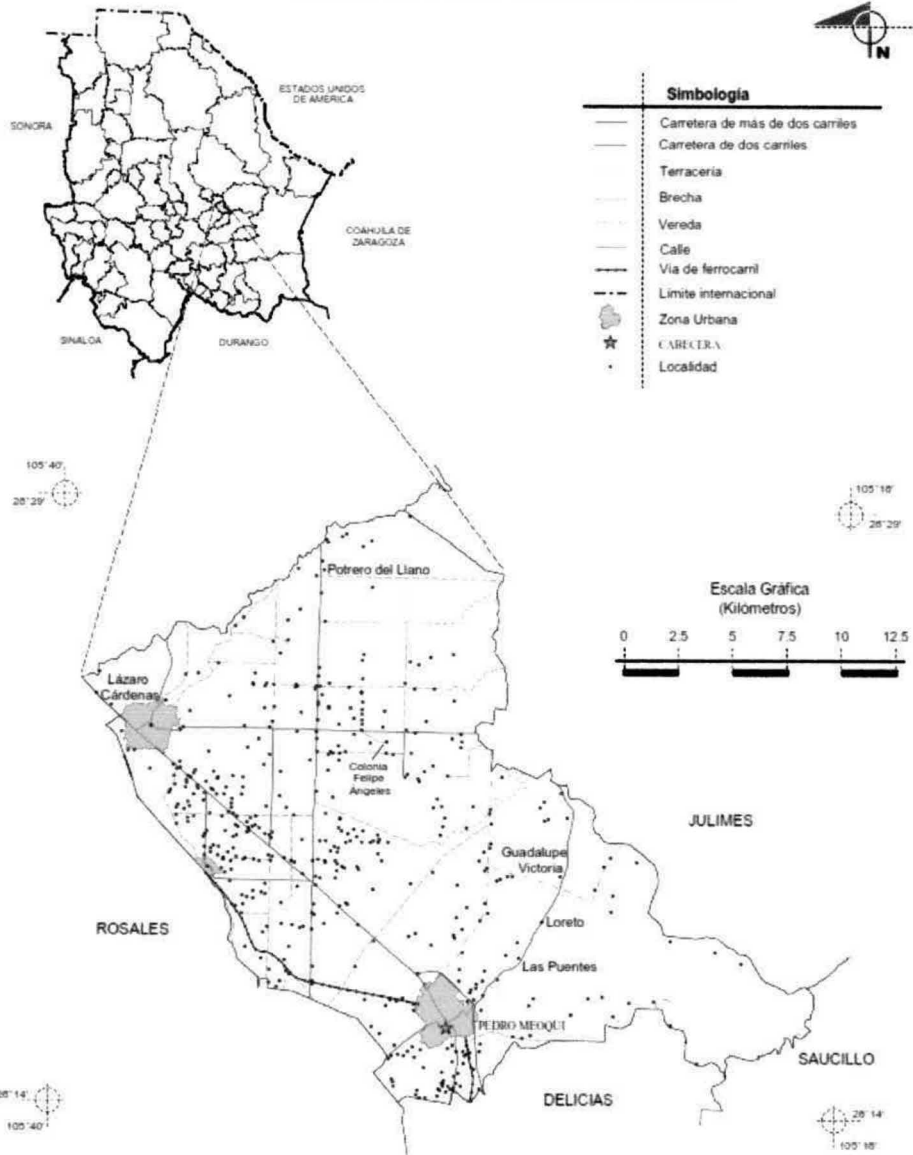 N
ESTADOS UNIDOS
DE AMERICA
SONORA
COAHUILA DE
ZARAGOZA
SINALOA
DURANGO
Simbología
Carretera de más de dos carriles
Carretera de dos carriles
Terracería
Brecha
Vereda
Calle
Vía de ferrocarril
Límite internacional
Zona Urbana
CABECERA
Localidad
105°40'
28°29'
105°16'
28°29'
Escala Gráfica
(Kilómetros)
0 2.5 5 7.5 10 12.5
Potrero del Llano
Lázaro
Cárdenas
Colonia
Felipe
Angeles
JULIMES
Guadalupe
Victoria
ROSALES
Loreto
Las Puentes
PEDRO MEOQUI
SAUCILLO
DELICIAS
28°14'
105°40'
28°14'
105°16'